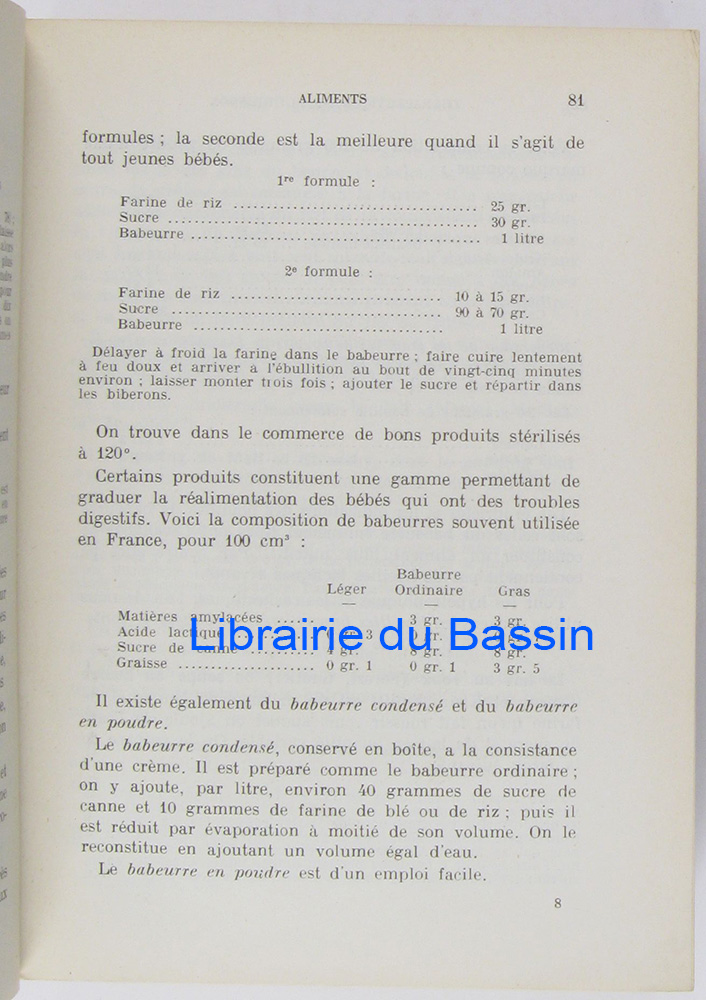 ALIMENTS 81
formules ; la seconde est la meilleure quand il s'agit de
tout jeunes bébés.
1re formule :
Farine de riz .................................. 25 gr.
Sucre ............................................ 30 gr.
Babeurre ......................................... 1 litre
2e formule :
Farine de riz .............................. 10 à 15 gr.
Sucre ...................................... 90 à 70 gr.
Babeurre ................................... 1 litre
Délayer à froid la farine dans le babeurre ; faire cuire lentement
à feu doux et arriver à l'ébullition au bout de vingt-cinq minutes
environ ; laisser monter trois fois ; ajouter le sucre et répartir dans
les biberons.
On trouve dans le commerce de bons produits stérilisés
à 120°.
Certains produits constituent une gamme permettant de
graduer la réalimentation des bébés qui ont des troubles
digestifs. Voici la composition de babeurres souvent utilisée
en France, pour 100 cm³ :
Babeurre
Léger Ordinaire Gras
Matières amylacées ...... 3 gr. 3 gr.
Acide lactique
Librairie du Bassin
Sucre de canne .......... 4 gr. 8 gr. 8 gr.
Graisse .................... 0 gr. 1 0 gr. 1 3 gr. 5
Il existe également du babeurre condensé et du babeurre
en poudre.
Le babeurre condensé, conservé en boîte, a la consistance
d'une crème. Il est préparé comme le babeurre ordinaire ;
on y ajoute, par litre, environ 40 grammes de sucre de
canne et 10 grammes de farine de blé ou de riz ; puis il
est réduit par évaporation à moitié de son volume. On le
reconstitue en ajoutant un volume égal d'eau.
Le babeurre en poudre est d'un emploi facile.
8